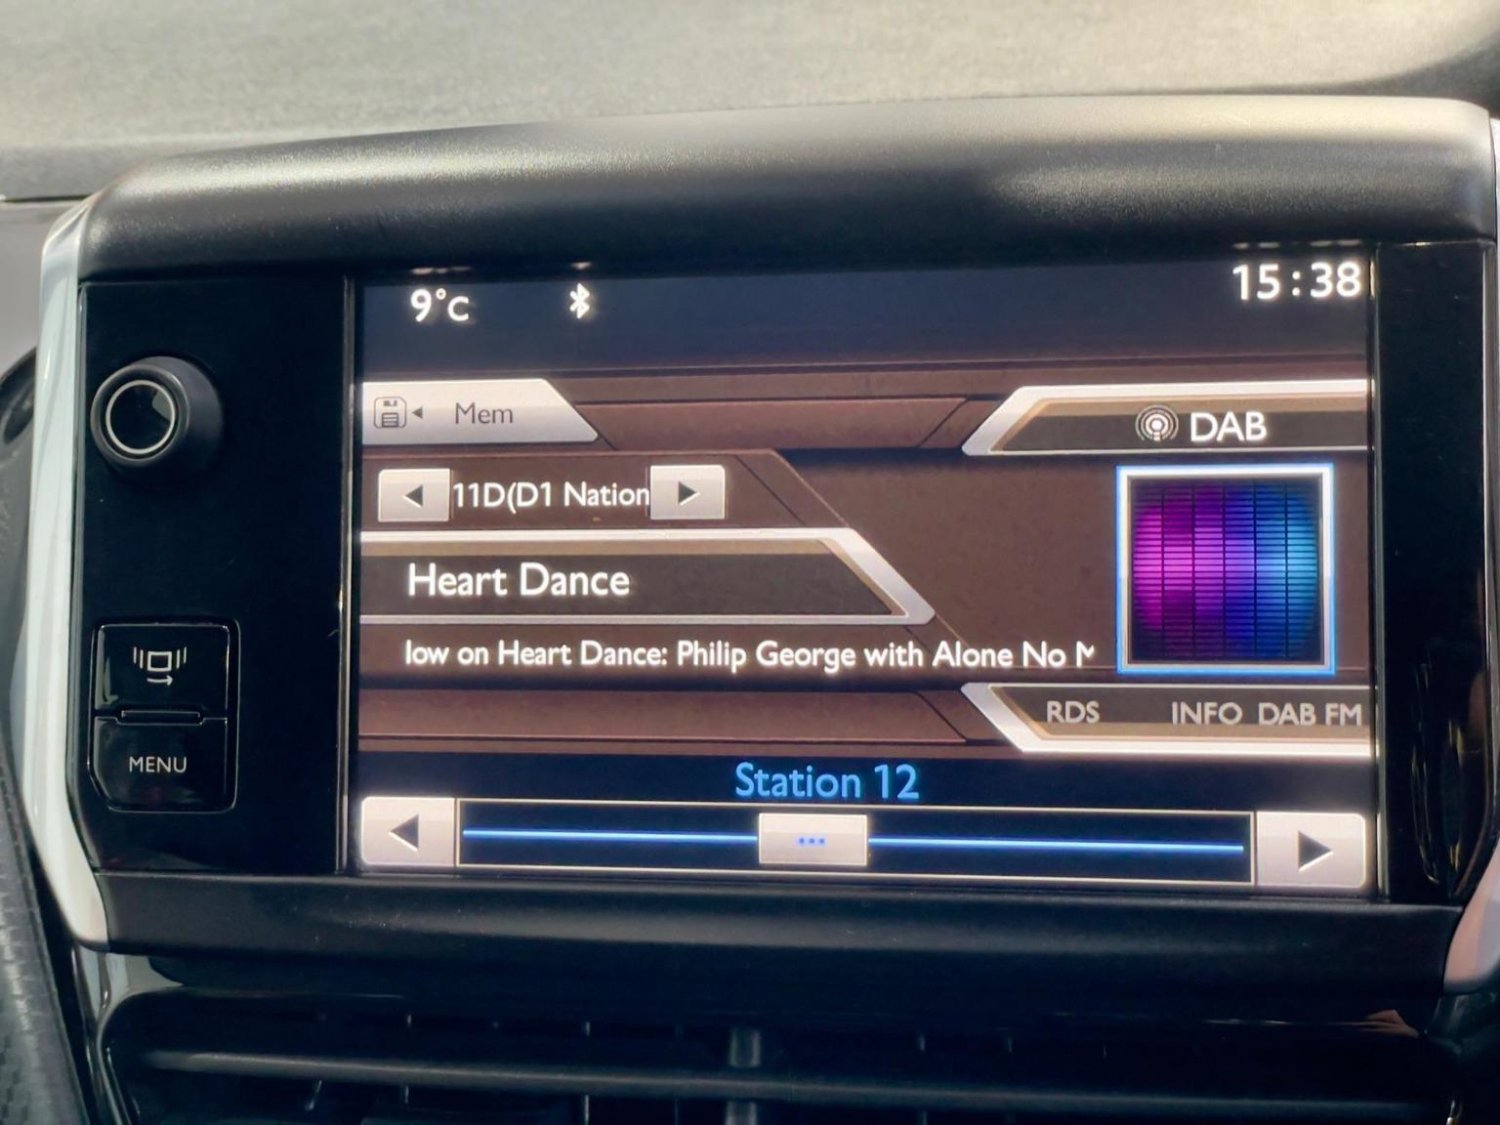 9°C 15:38
Mem DAB
11D(D1 Nation
Heart Dance
low on Heart Dance: Philip George with Alone No
RDS INFO DAB FM
MENU
Station 12